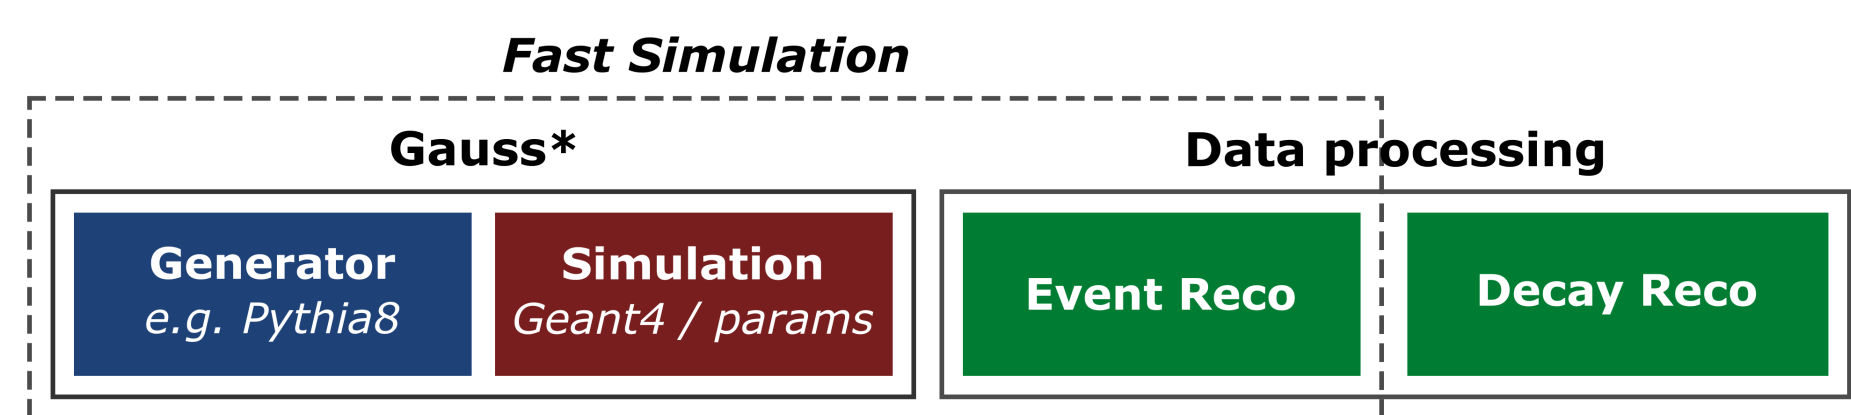 Fast Simulation
Gauss*
Data processing
Generator
e.g. Pythia8
Simulation
Geant4 / params
Event Reco
Decay Reco